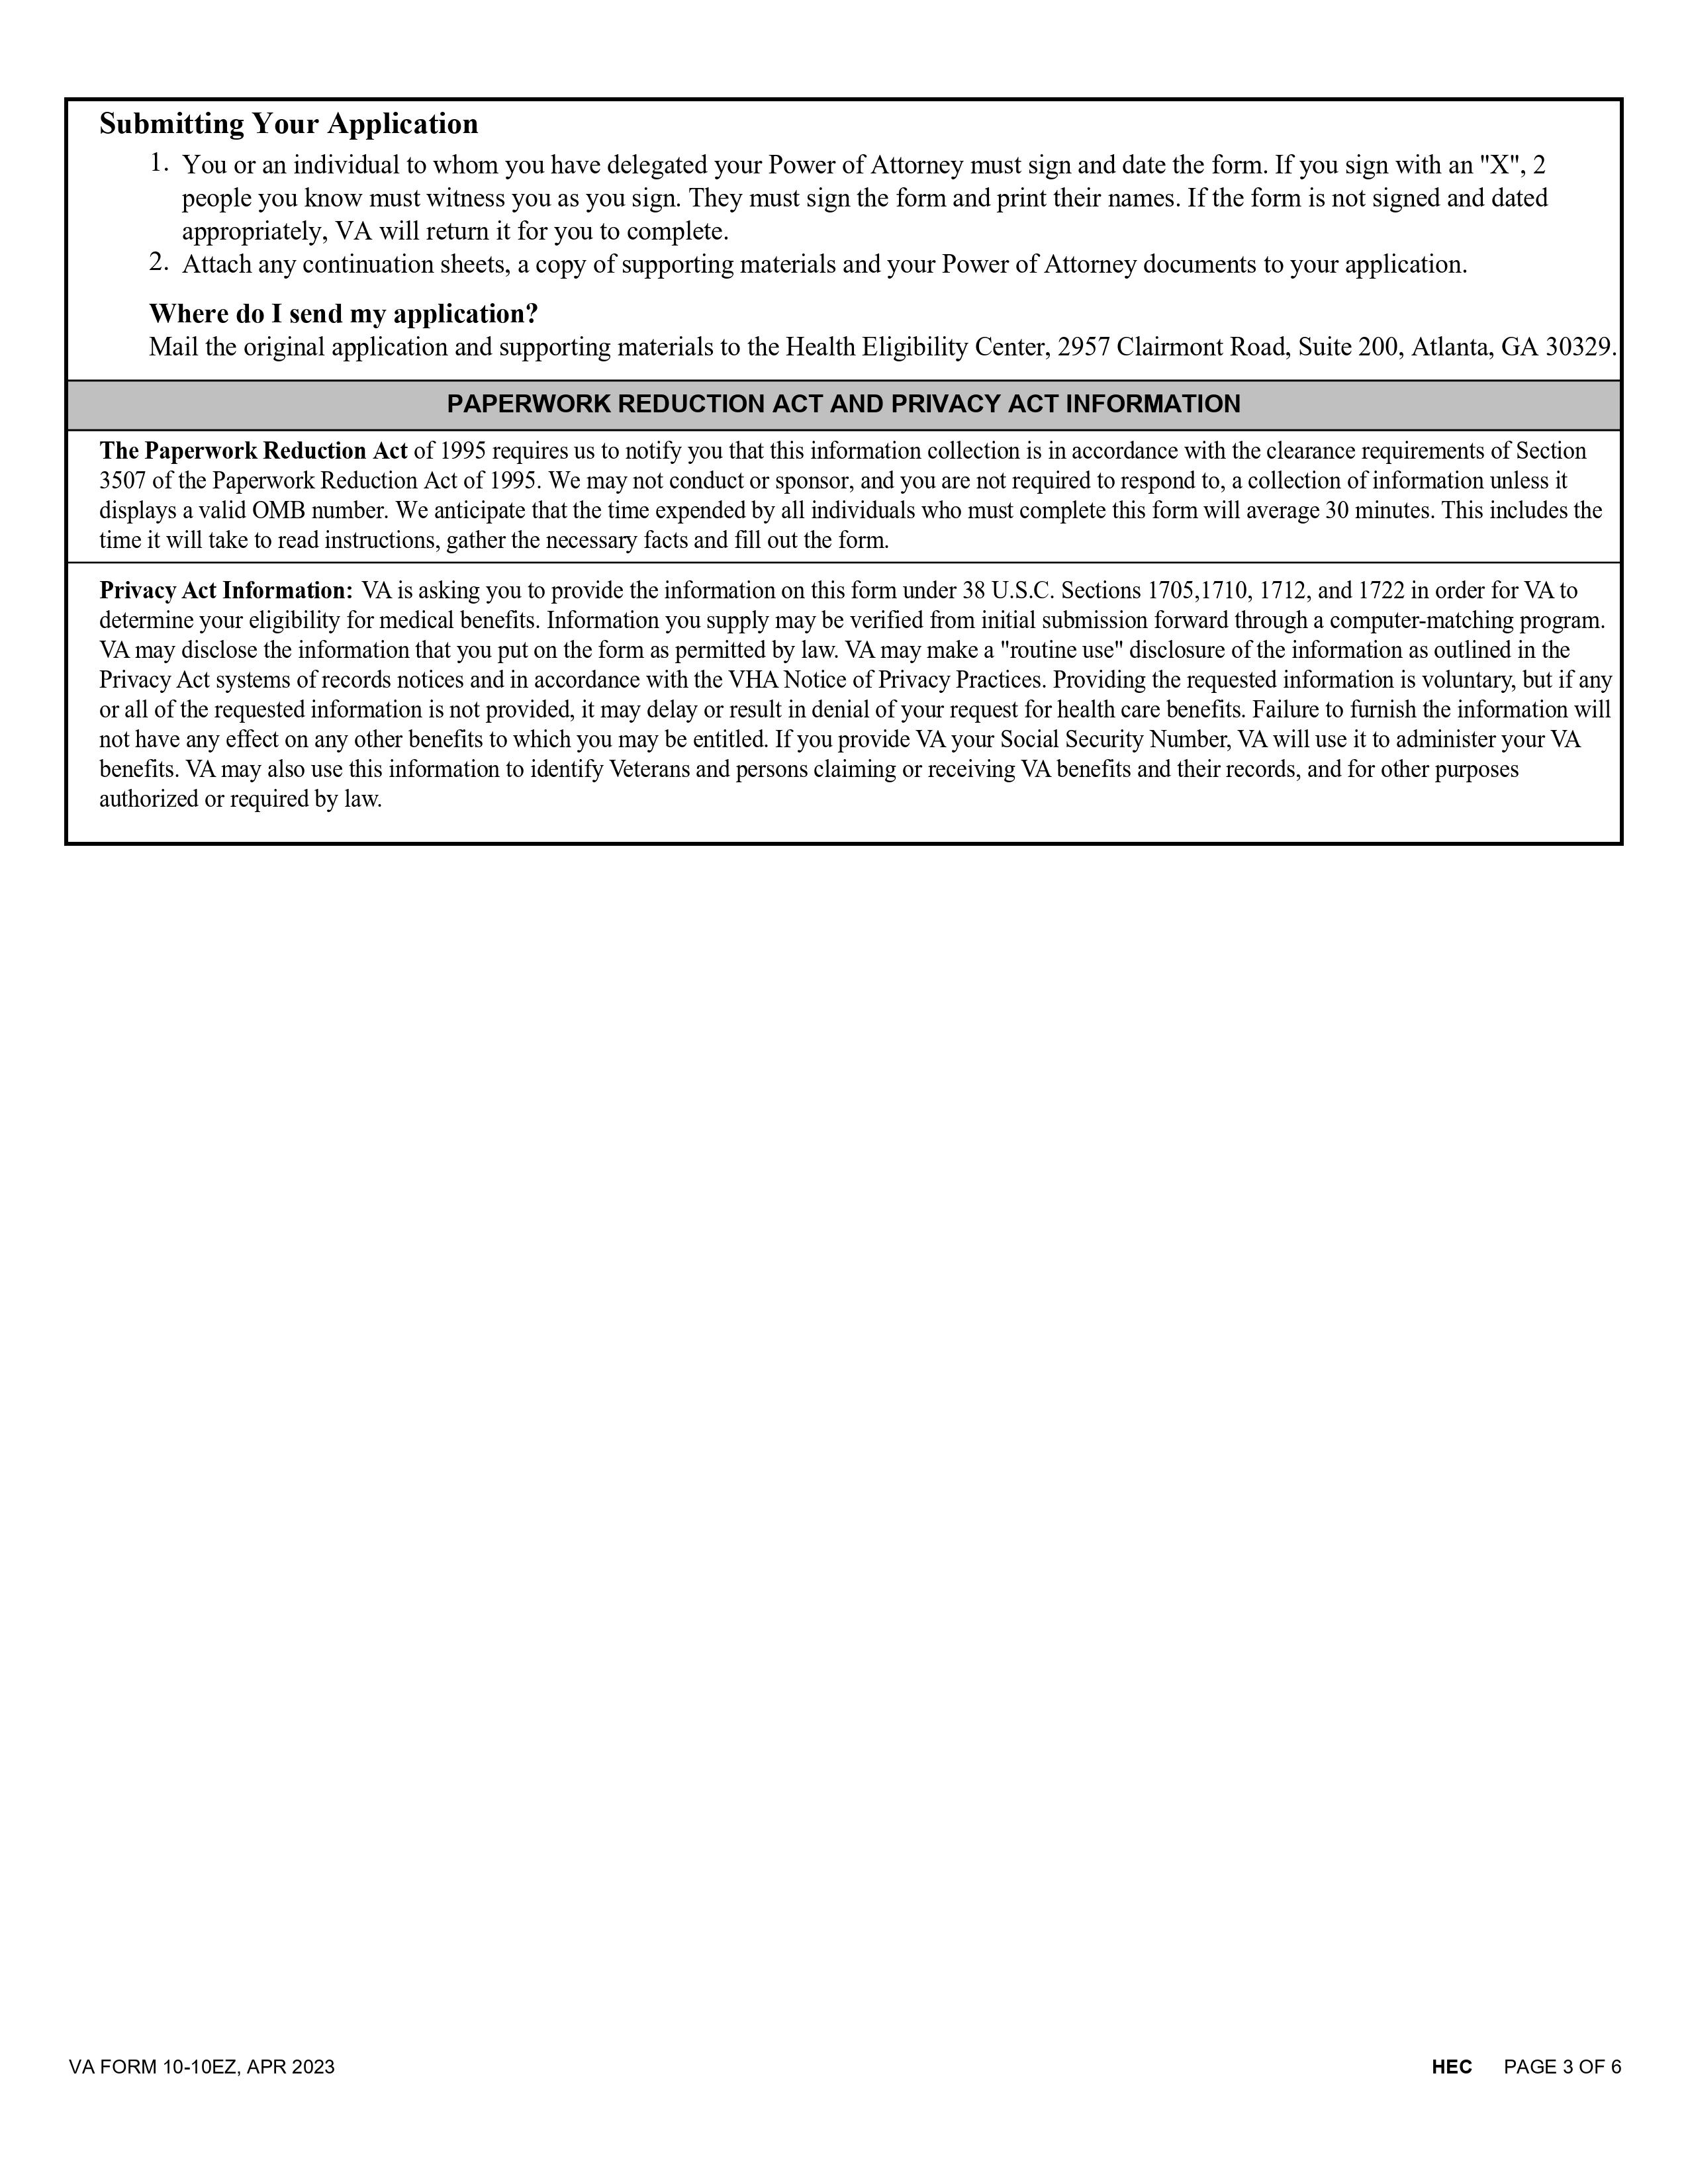 Submitting Your Application
1. You or an individual to whom you have delegated your Power of Attorney must sign and date the form. If you sign with an "X", 2
people you know must witness you as you sign. They must sign the form and print their names. If the form is not signed and dated
appropriately, VA will return it for you to complete.
2. Attach any continuation sheets, a copy of supporting materials and your Power of Attorney documents to your application.
Where do I send my application?
Mail the original application and supporting materials to the Health Eligibility Center, 2957 Clairmont Road, Suite 200, Atlanta, GA 30329.
PAPERWORK REDUCTION ACT AND PRIVACY ACT INFORMATION
The Paperwork Reduction Act of 1995 requires us to notify you that this information collection is in accordance with the clearance requirements of Section
3507 of the Paperwork Reduction Act of 1995. We may not conduct or sponsor, and you are not required to respond to, a collection of information unless it
displays a valid OMB number. We anticipate that the time expended by all individuals who must complete this form will average 30 minutes. This includes the
time it will take to read instructions, gather the necessary facts and fill out the form.
Privacy Act Information: VA is asking you to provide the information on this form under 38 U.S.C. Sections 1705,1710, 1712, and 1722 in order for VA to
determine your eligibility for medical benefits. Information you supply may be verified from initial submission forward through a computer-matching program.
VA may disclose the information that you put on the form as permitted by law. VA may make a "routine use" disclosure of the information as outlined in the
Privacy Act systems of records notices and in accordance with the VHA Notice of Privacy Practices. Providing the requested information is voluntary, but if any
or all of the requested information is not provided, it may delay or result in denial of your request for health care benefits. Failure to furnish the information will
not have any effect on any other benefits to which you may be entitled. If you provide VA your Social Security Number, VA will use it to administer your VA
benefits. VA may also use this information to identify Veterans and persons claiming or receiving VA benefits and their records, and for other purposes
authorized or required by law.
VA FORM 10-10EZ, APR 2023 HEC PAGE 3 OF 6